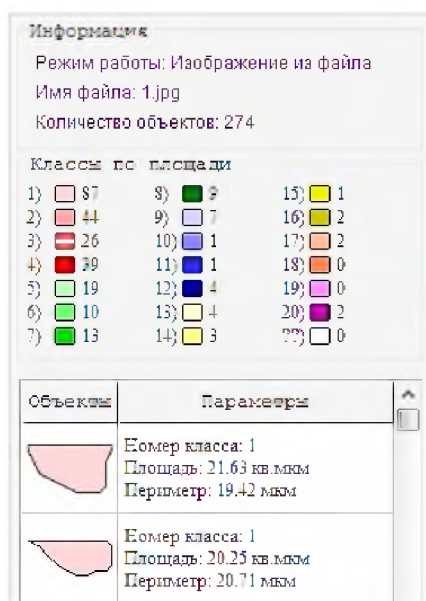 Информация
Режим работы: Изображение из файла
Имя файла: 1.jpg
Количество объектов: 274
Классы по площади
1) 87 8) 9 15) 1
2) 44 9) 7 16) 2
3) 26 10) 1 17) 2
4) 39 11) 1 18) 0
5) 19 12) 4 19) 0
6) 10 13) 4 20) 2
7) 13 14) 3 ??) 0
Объекты Параметры
Номер класса: 1
Площадь: 21.63 кв.мкм
Периметр: 19.42 мкм
Номер класса: 1
Площадь: 20.25 кв.мкм
Периметр: 20.71 мкм